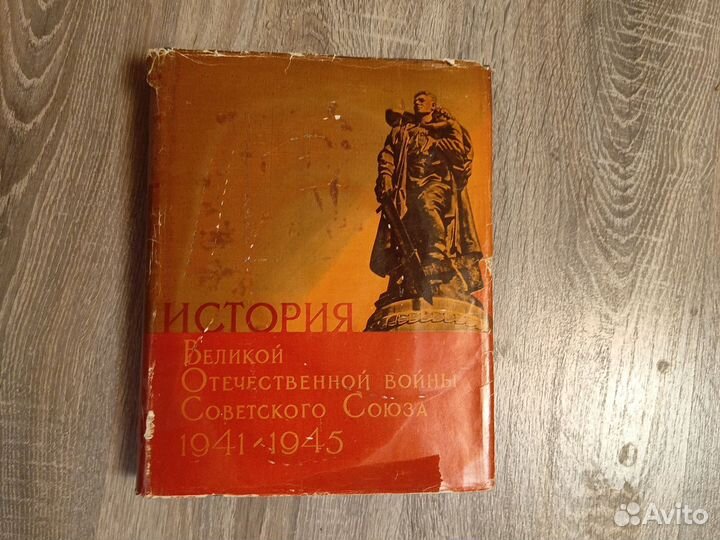 ИСТОРИЯ
Великой
Отечественной войны
Советского Союза
1941-1945
Avito